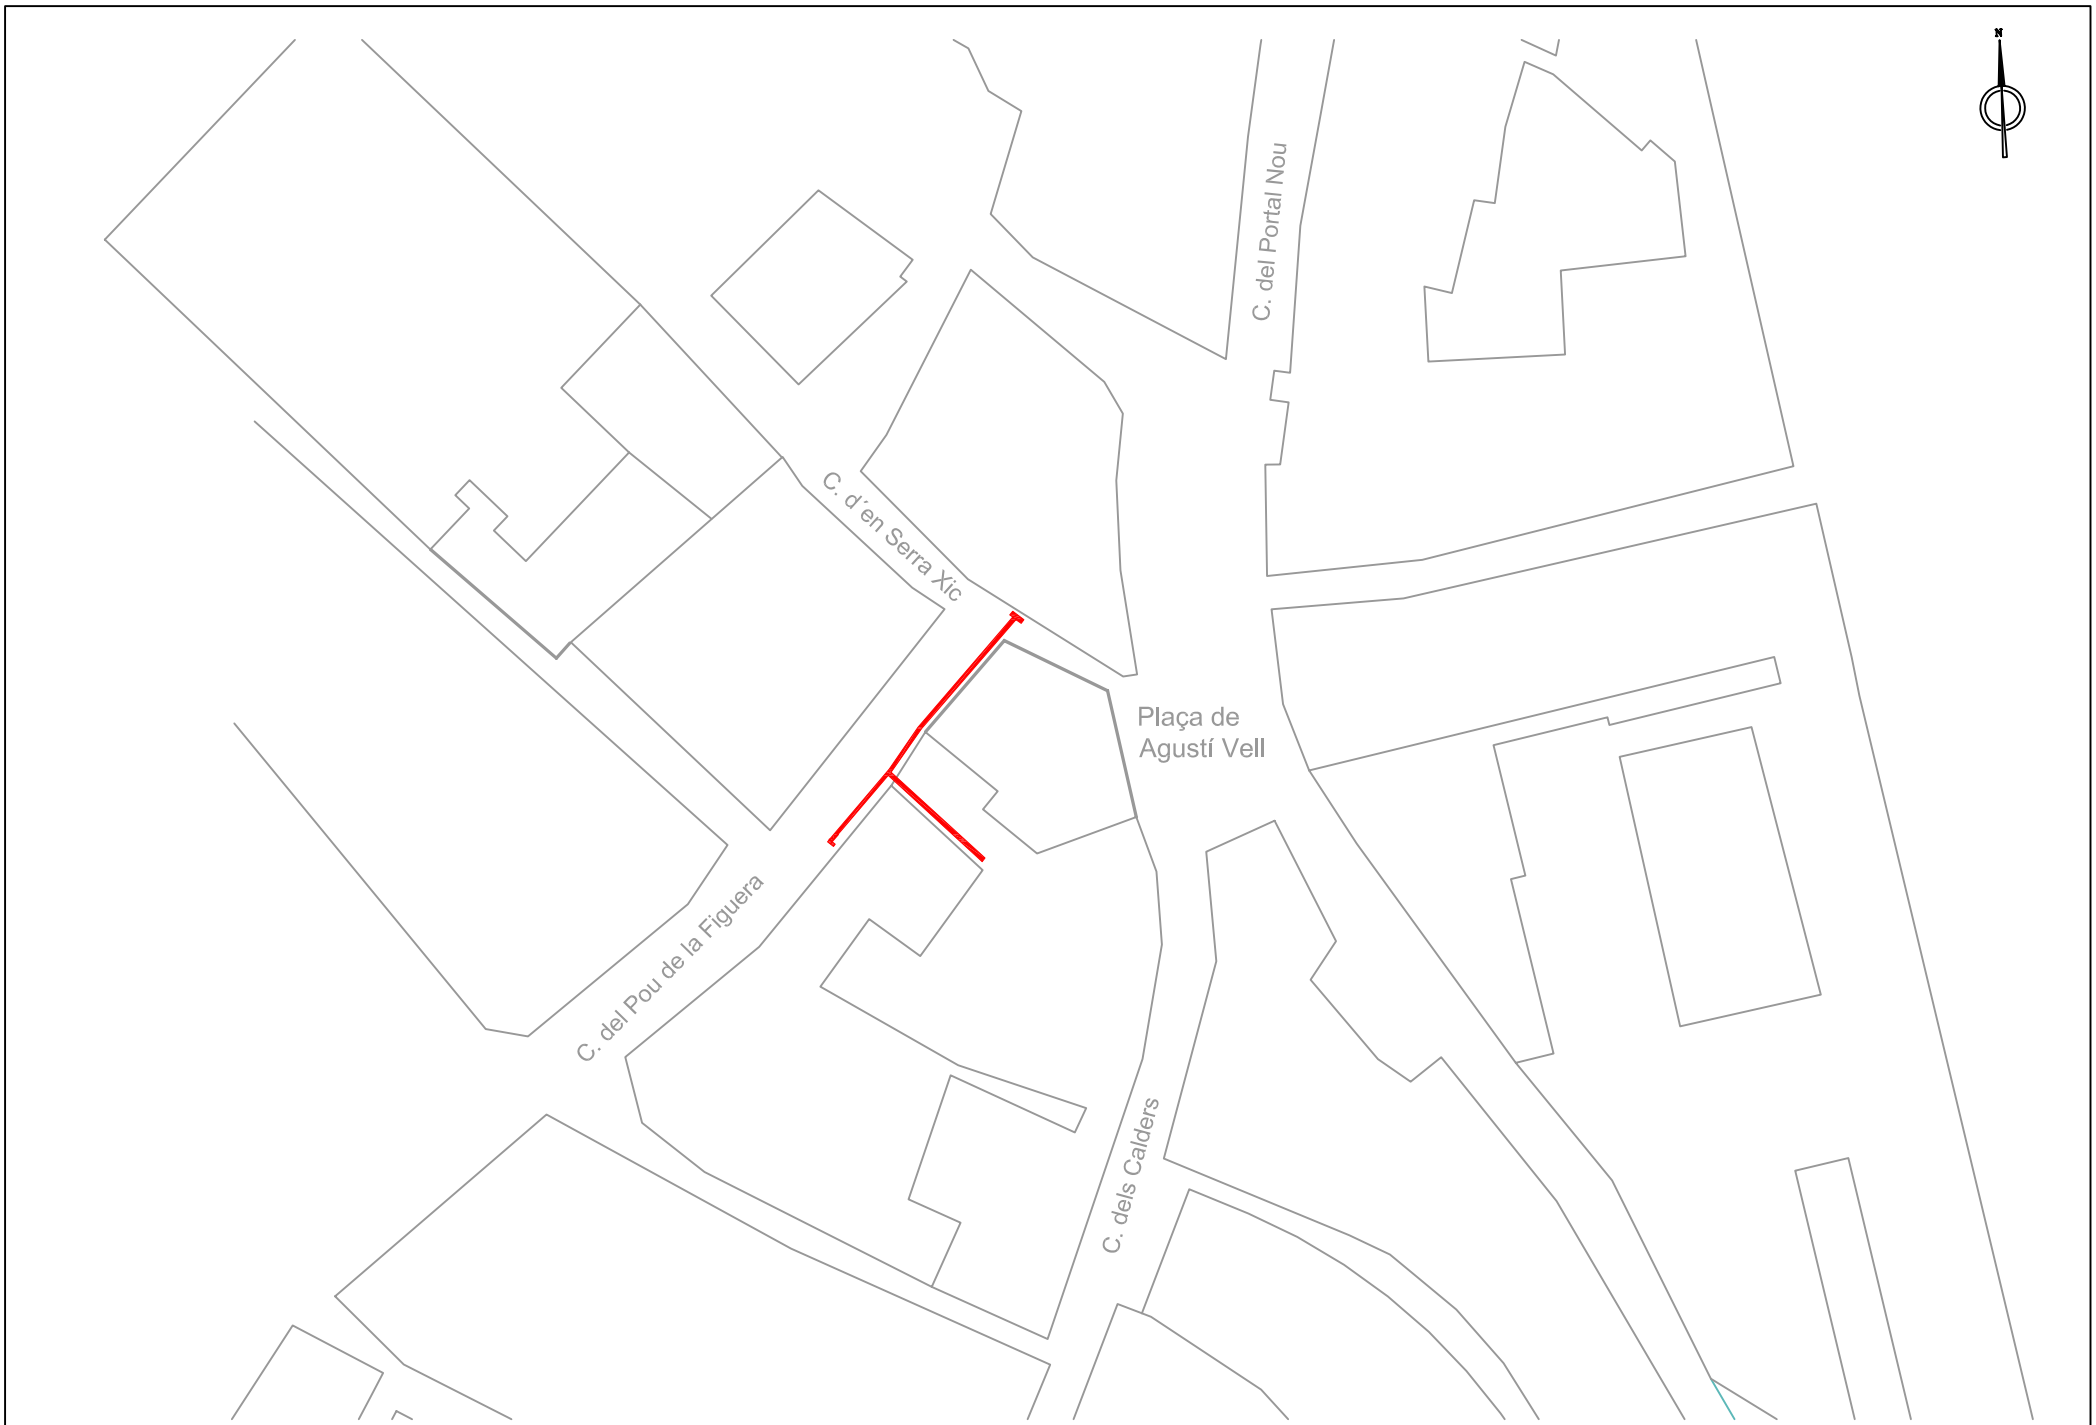 N
C. del Portal Nou
C. d´en Serra Xic
Plaça de
Agustí Vell
C. del Pou de la Figuera
C. dels Calders